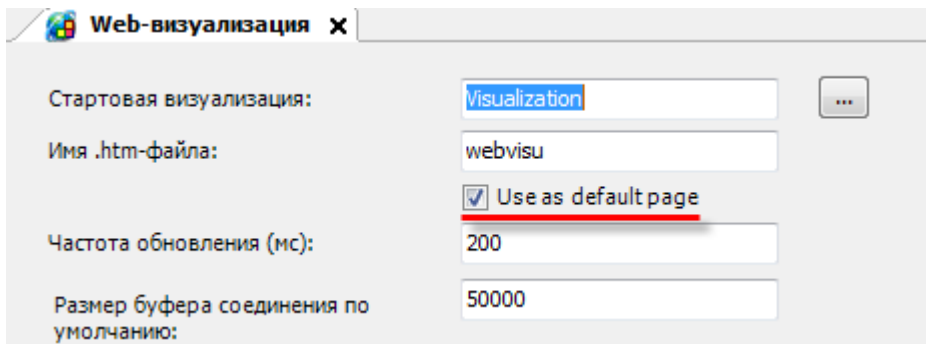 Web-визуализация
Стартовая визуализация: Visualization ...
Имя .htm-файла: webvisu
Use as default page
Частота обновления (мс): 200
Размер буфера соединения по 50000
умолчанию: